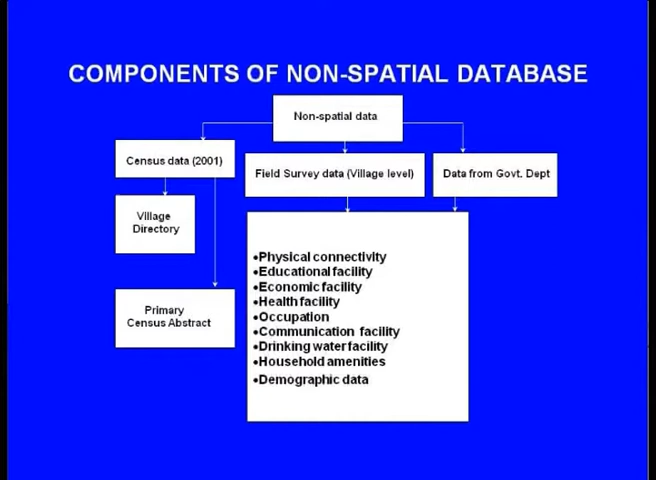 COMPONENTS OF NON-SPATIAL DATABASE
Non-spatial data
Census data (2001)
Field Survey data (Village level)
Data from Govt. Dept
Village
Directory
Primary
Census Abstract
•Physical connectivity
•Educational facility
•Economic facility
•Health facility
•Occupation
•Communication facility
•Drinking water facility
•Household amenities
•Demographic data